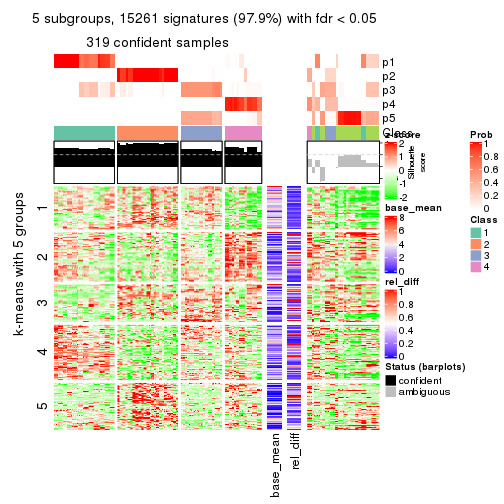 5 subgroups, 15261 signatures (97.9%) with fdr < 0.05
319 confident samples
p1
p2
p3
p4
p5
Class
z-score
2
1
0
-1
-2
Silhouette
score
Prob
1
0.8
0.6
0.4
0.2
0
base_mean
8
6
4
2
0
Class
1
2
3
4
rel_diff
1
0.8
0.6
0.4
0.2
0
Status (barplots)
confident
ambiguous
k-means with 5 groups
1
2
3
4
5
base_mean
rel_diff